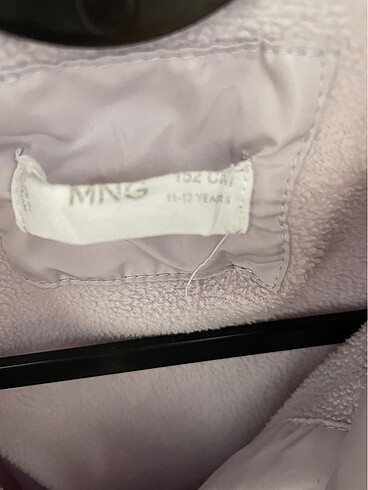 MNG
152 CM
11-12 YEARS